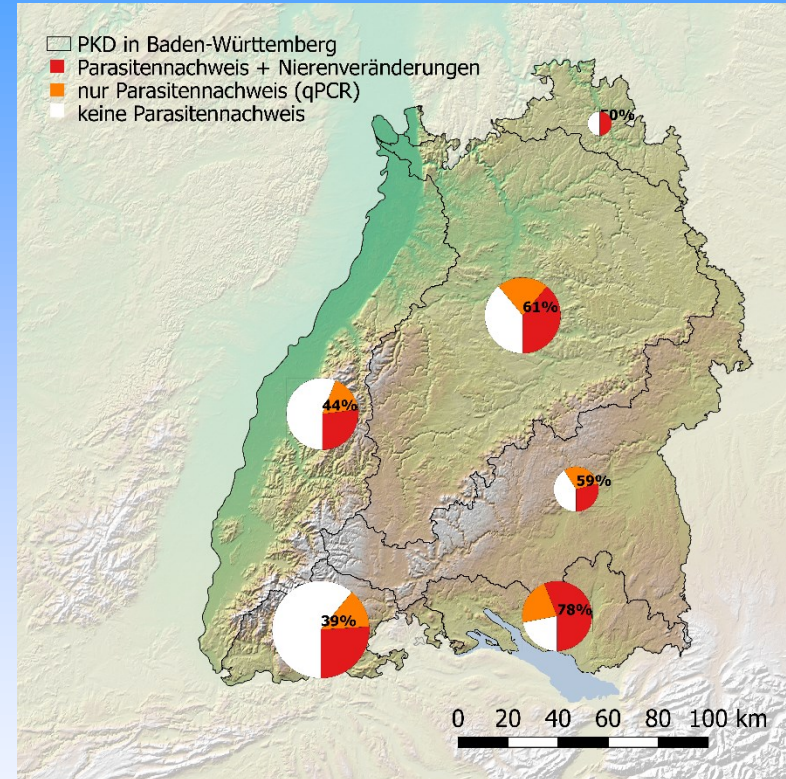 PKD in Baden-Württemberg
Parasitennachweis + Nierenveränderungen
nur Parasitennachweis (qPCR)
keine Parasitennachweis
50%
61%
44%
59%
78%
39%
0 20 40 60 80 100 km